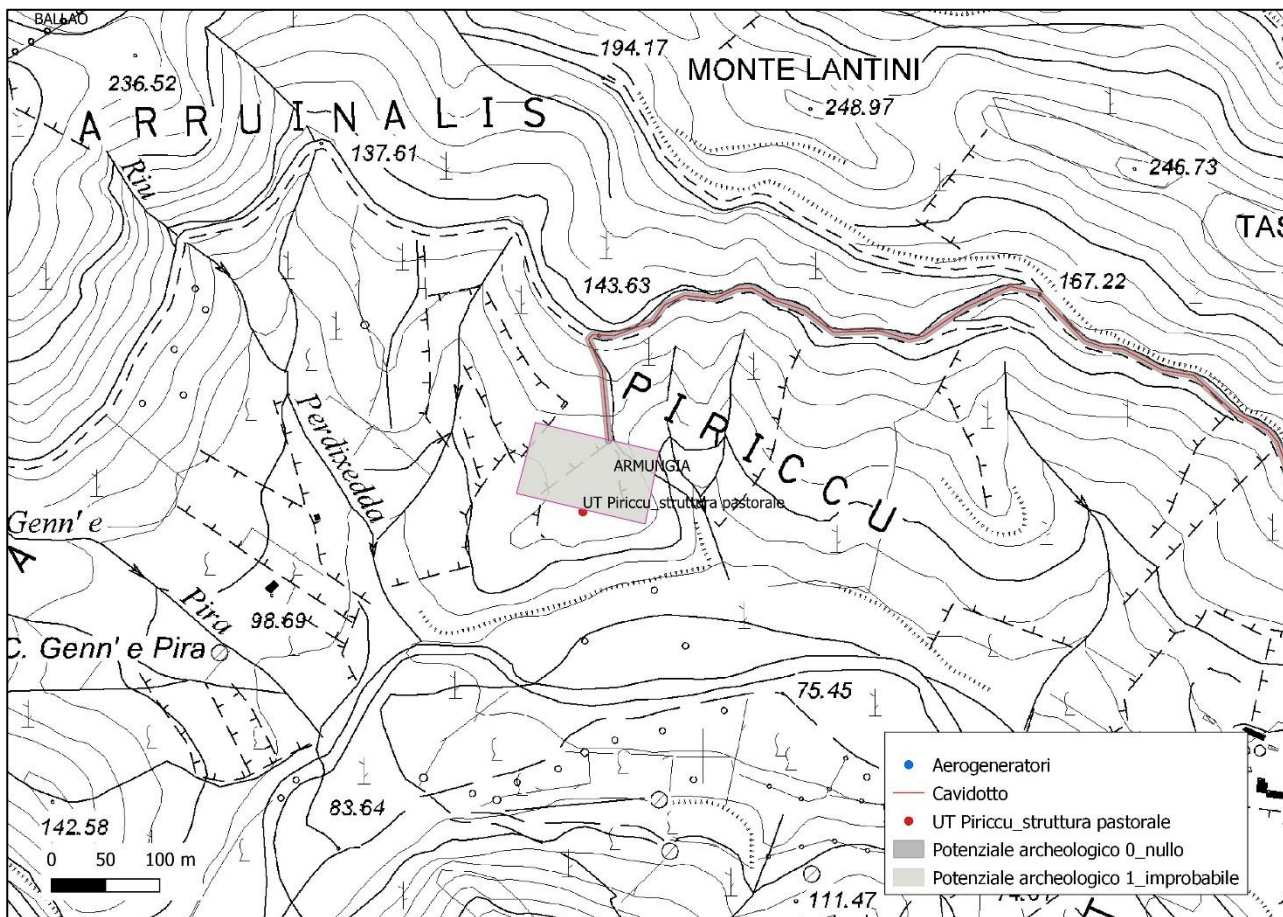 BALLAO
194.17
MONTE LANTINI
236.52
248.97
ARRUINALIS
137.61
246.73
Riu
TAS
143.63
167.22
PIRICCU
Perdixedda
ARMUNGIA
UT Piriccu_struttura pastorale
Genn' e
A
Pira
98.69
C. Genn' e Pira
75.45
83.64
142.58
111.47
T
0 50 100 m
Aerogeneratori
Cavidotto
UT Piriccu_struttura pastorale
Potenziale archeologico 0_nullo
Potenziale archeologico 1_improbabile